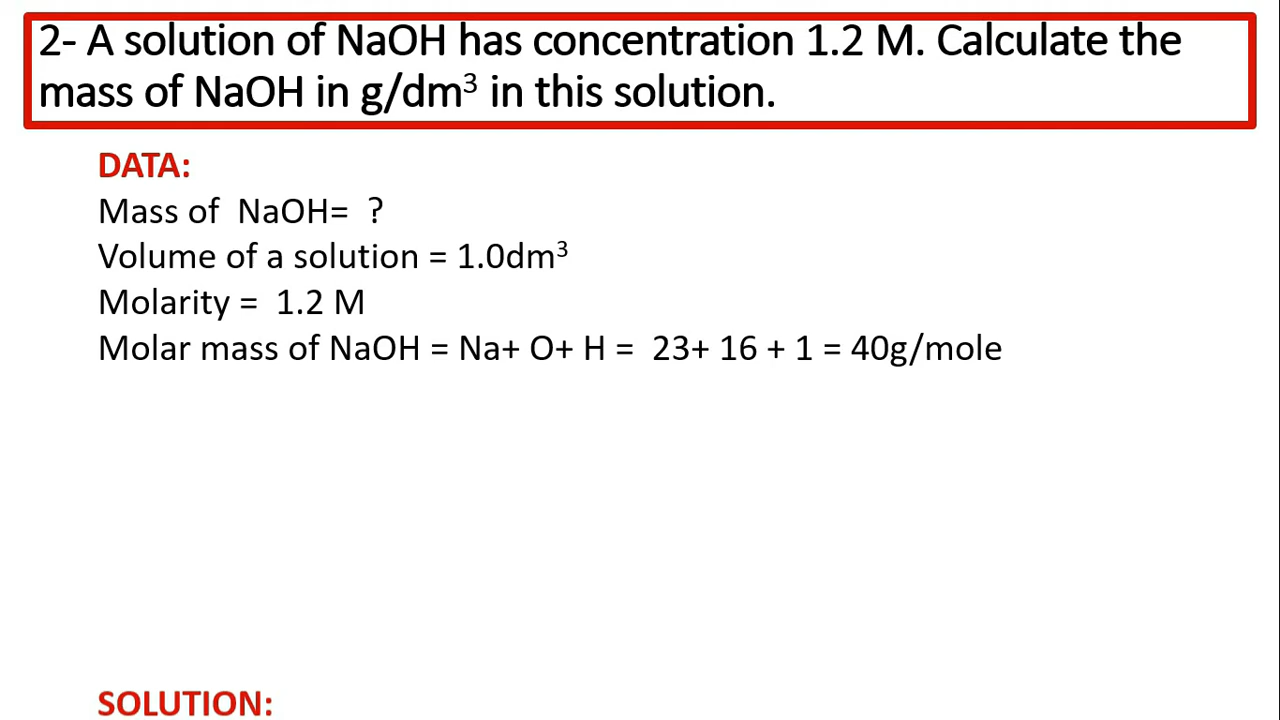 2- A solution of NaOH has concentration 1.2 M. Calculate the
mass of NaOH in g/dm³ in this solution.
DATA:
Mass of  NaOH=  ?
Volume of a solution = 1.0dm³
Molarity =  1.2 M
Molar mass of NaOH = Na+ O+ H =  23+ 16 + 1 = 40g/mole
SOLUTION: